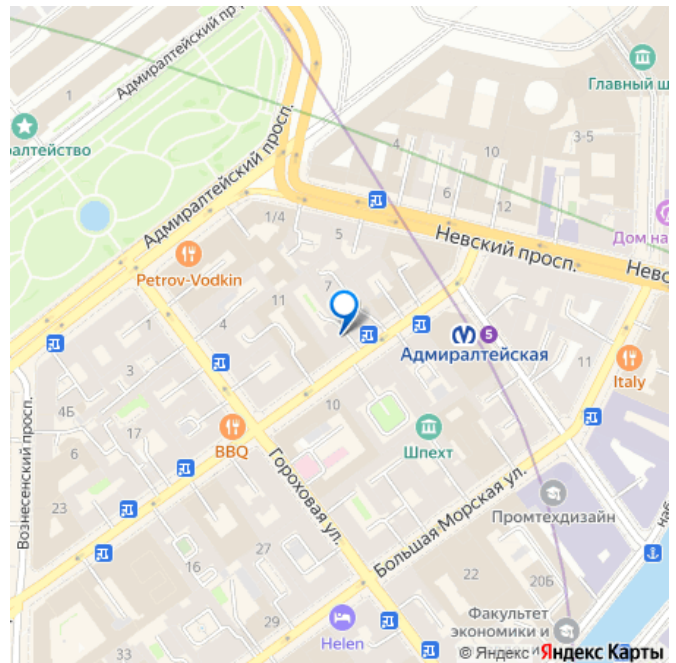 Адмиралтейский пр
1
Главный ш
ралтейство
Адмиралтейский просп.
4
10
3-5
6
12
1/4
5
Невский просп.
Дом на
Невс
Petrov-Vodkin
7
11
1
4
5
Адмиралтейская
3
11
Italy
4Б
10
17
BBQ
Шпехт
6
Вознесенский просп.
Гороховая ул.
Большая Морская ул.
23
Промтехдизайн
наб
27
16
22
20Б
29
Helen
Факультет
экономики и
33
© Яндекс Яндекс Карты